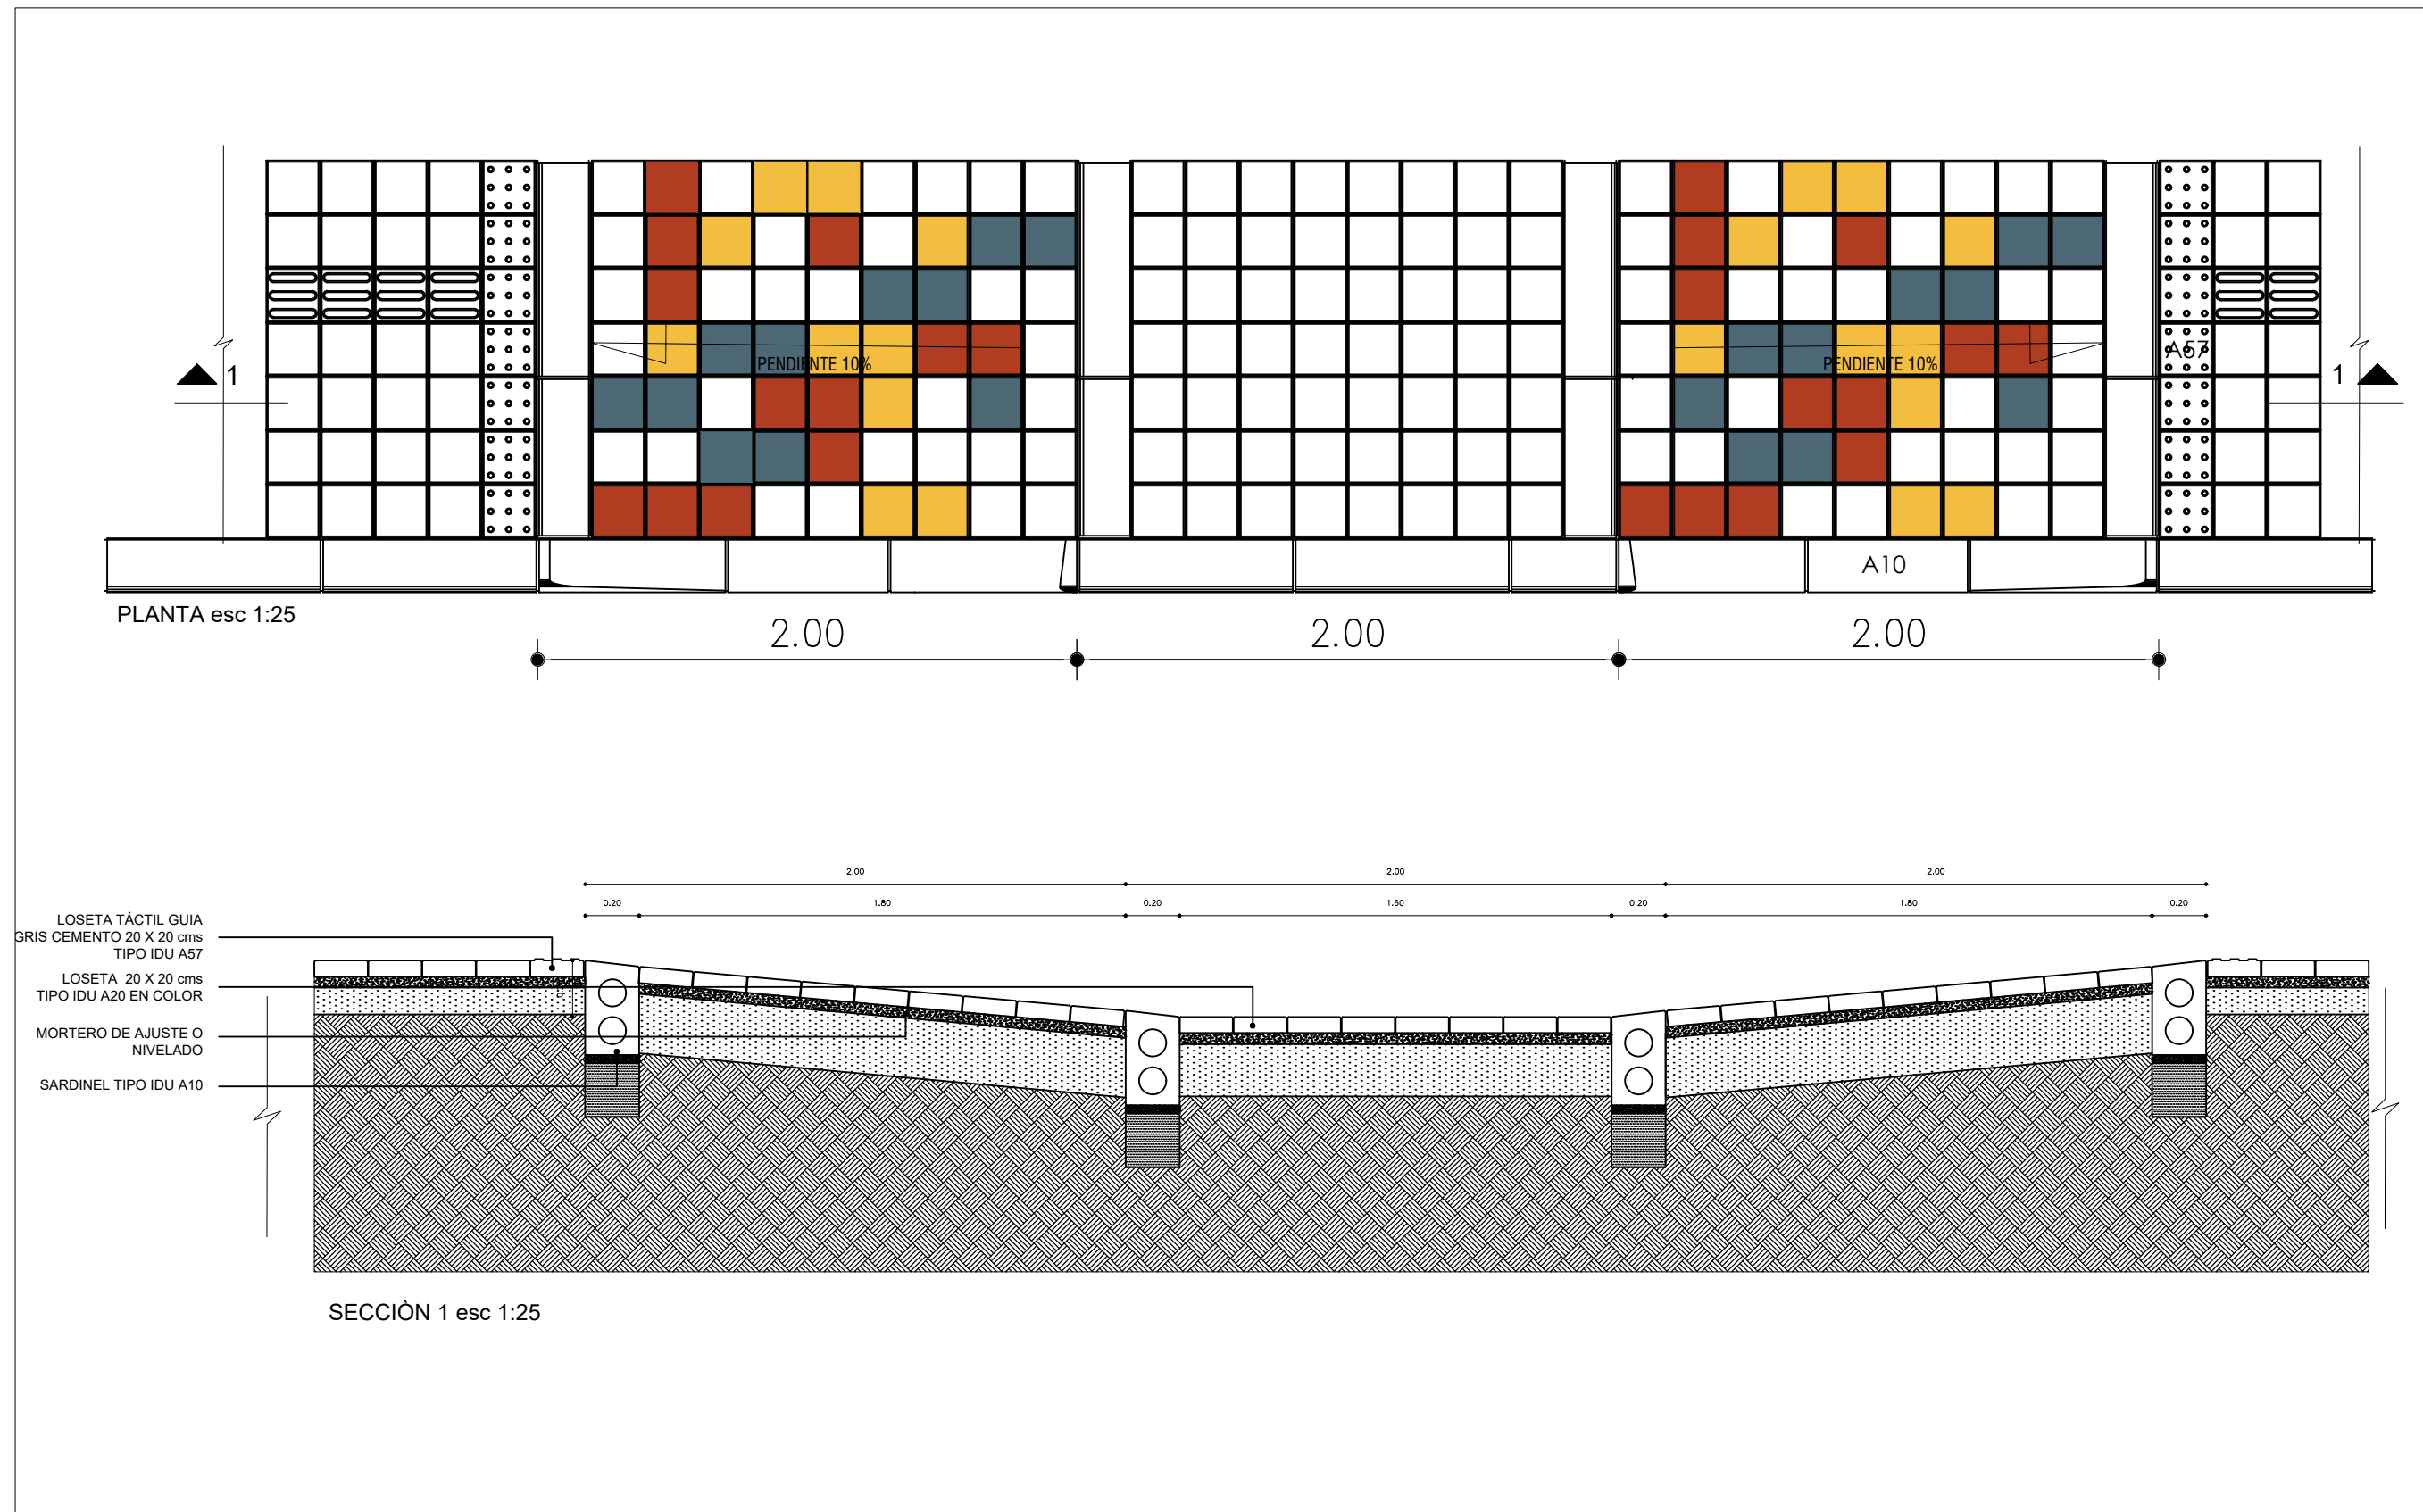 PENDIENTE 10%
PENDIENTE 10%
A57
1
1
A10
PLANTA esc 1:25
2.00
2.00
2.00
2.00
2.00
2.00
0.20
1.80
0.20
1.60
0.20
1.80
0.20
LOSETA TÁCTIL GUIA
GRIS CEMENTO 20 X 20 cms
TIPO IDU A57
LOSETA 20 X 20 cms
TIPO IDU A20 EN COLOR
MORTERO DE AJUSTE O
NIVELADO
SARDINEL TIPO IDU A10
SECCIÒN 1 esc 1:25